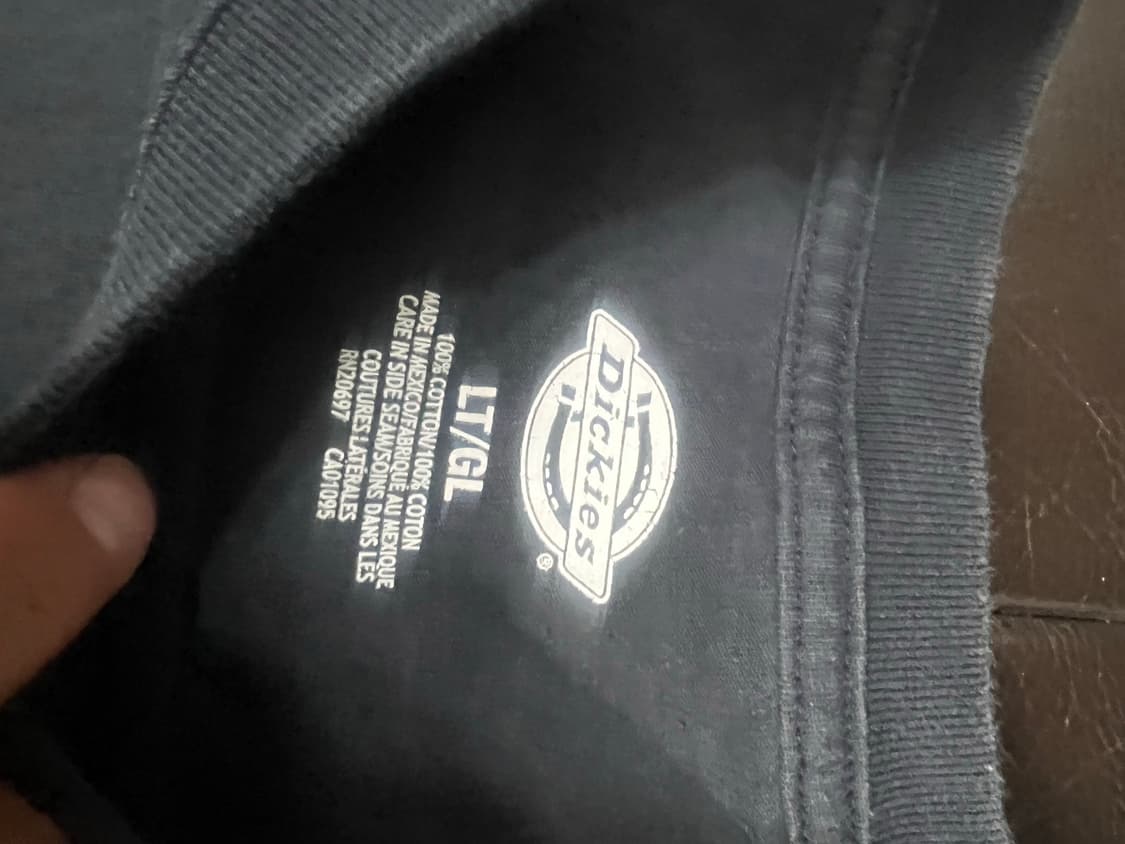 Dickies
®
LT/GL
100% COTTON/100% COTON
MADE IN MEXICO/FABRIQUE AU MEXIQUE
CARE IN SIDE SEAM/SOINS DANS LES
COUTURES LATÉRALES
RN20697 CA01095